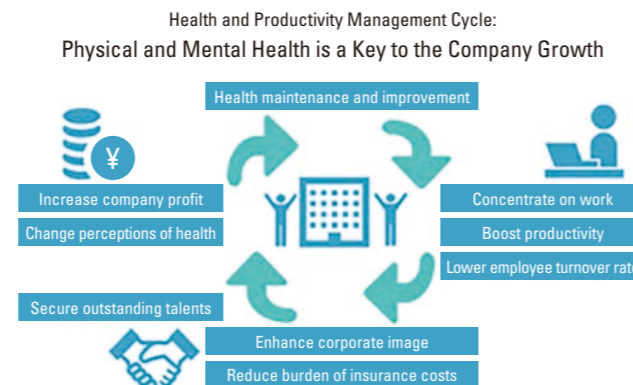 Health and Productivity Management Cycle:
Physical and Mental Health is a Key to the Company Growth
Health maintenance and improvement
¥
Increase company profit
Change perceptions of health
Concentrate on work
Boost productivity
Lower employee turnover rate
Secure outstanding talents
Enhance corporate image
Reduce burden of insurance costs